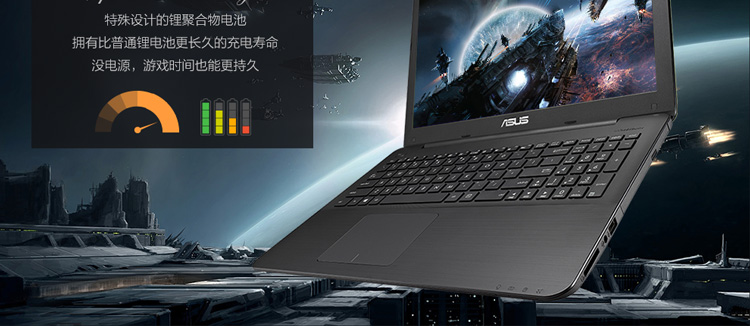 特殊设计的锂聚合物电池
拥有比普通锂电池更长久的充电寿命
没电源，游戏时间也能更持久
ASUS